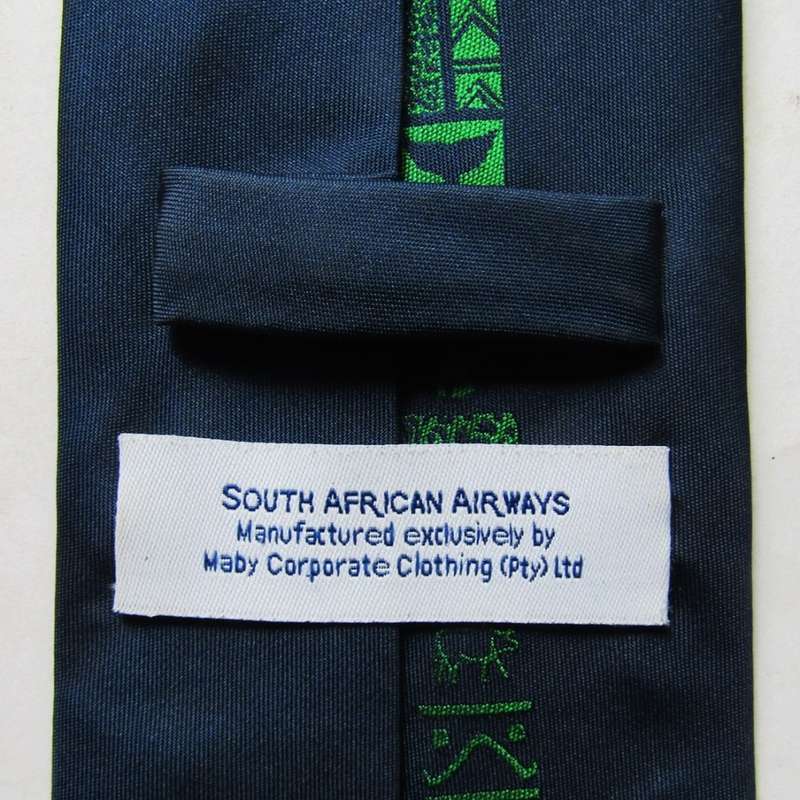 SOUTH AFRICAN AIRWAYS
Manufactured exclusively by
Maby Corporate Clothing (Pty) Ltd